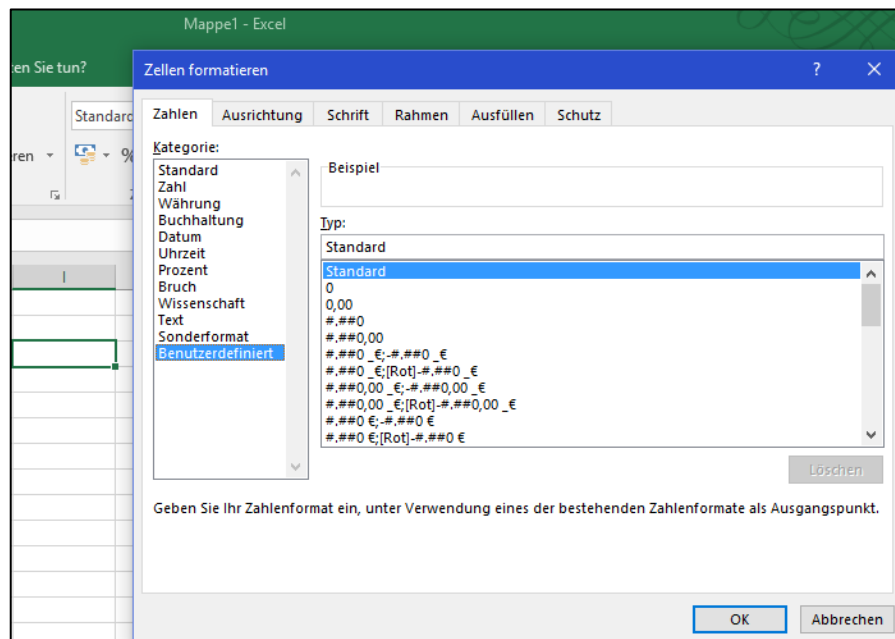 Mappe1 - Excel
en Sie tun?
Zellen formatieren
Standard
ren
%
Zahlen Ausrichtung Schrift Rahmen Ausfüllen Schutz
Kategorie:
Standard
Zahl
Währung
Buchhaltung
Datum
Uhrzeit
Prozent
Bruch
Wissenschaft
Text
Sonderformat
Benutzerdefiniert
Beispiel
Typ:
Standard
Standard
0
0,00
#.##0
#.##0,00
#.##0 _€;-#.##0 _€
#.##0 _€;[Rot]-#.##0 _€
#.##0,00 _€;-#.##0,00 _€
#.##0,00 _€;[Rot]-#.##0,00 _€
#.##0 €;-#.##0 €
#.##0 €;[Rot]-#.##0 €
Löschen
Geben Sie Ihr Zahlenformat ein, unter Verwendung eines der bestehenden Zahlenformate als Ausgangspunkt.
I
OK Abbrechen